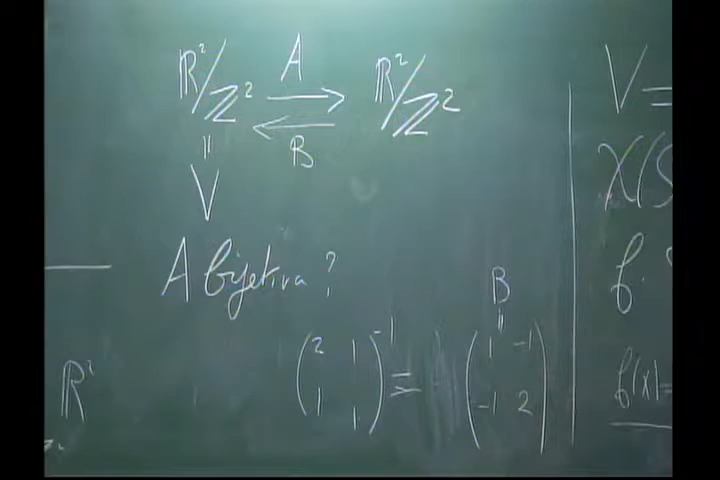 ℝ²/ℤ² A→ ←B ℝ²/ℤ²
=
V
A bijetiva?
ℝ²
B
=
(2 1; 1 1)⁻¹ = (1 -1; -1 2)
V =
χ(S
f(x)=